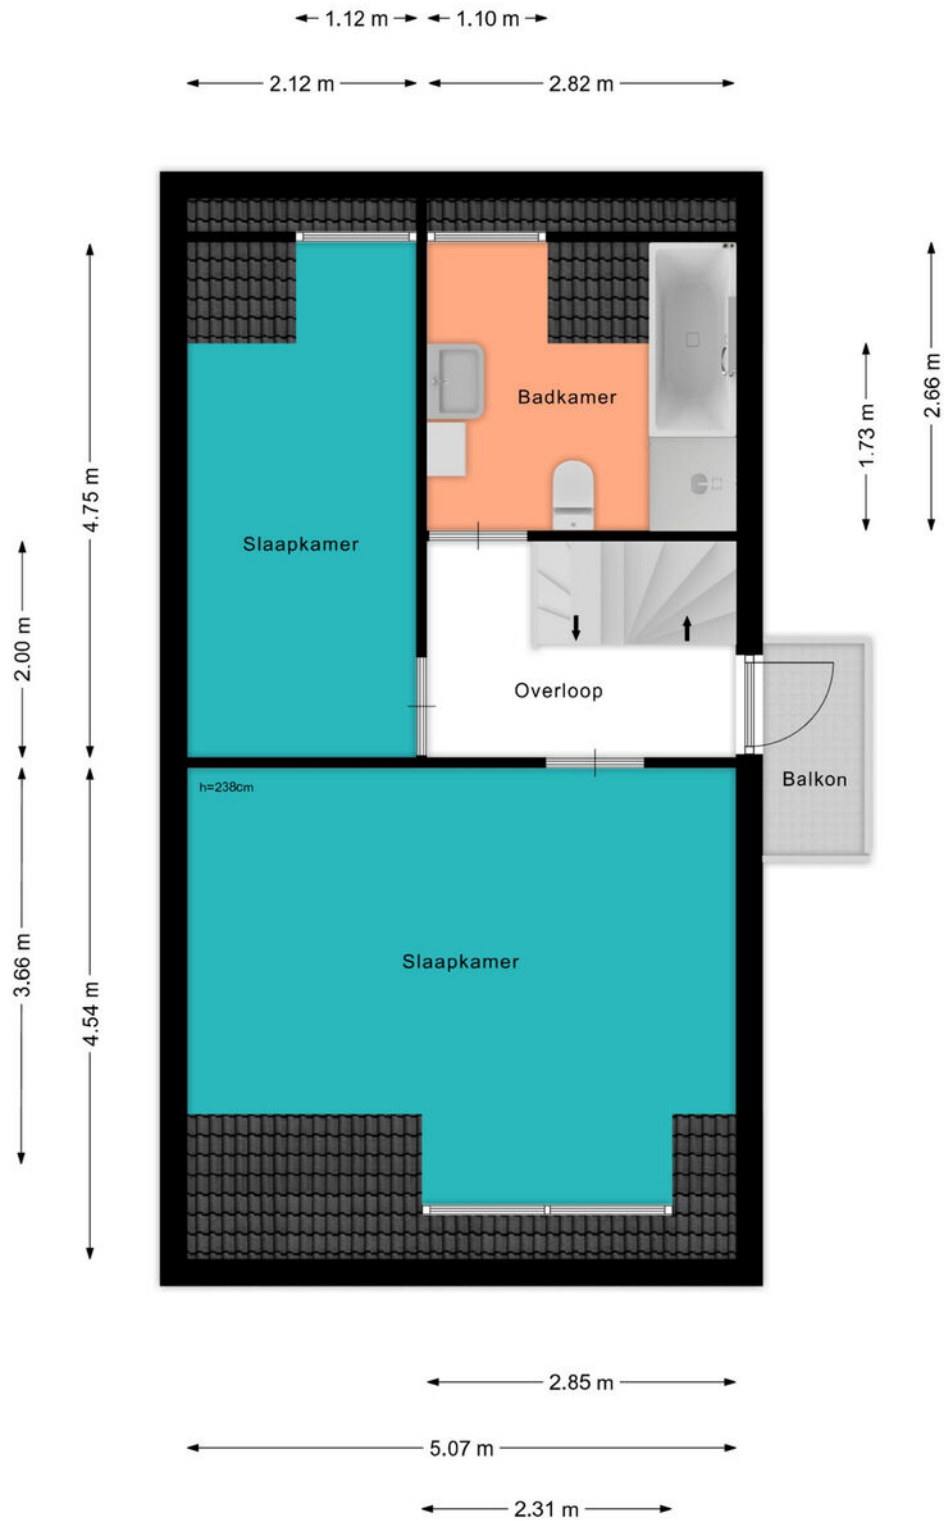 1.12 m
1.10 m
2.12 m
2.82 m
2.66 m
1.73 m
Badkamer
4.75 m
Slaapkamer
2.00 m
Overloop
Balkon
h=238cm
Slaapkamer
3.66 m
4.54 m
2.85 m
5.07 m
2.31 m